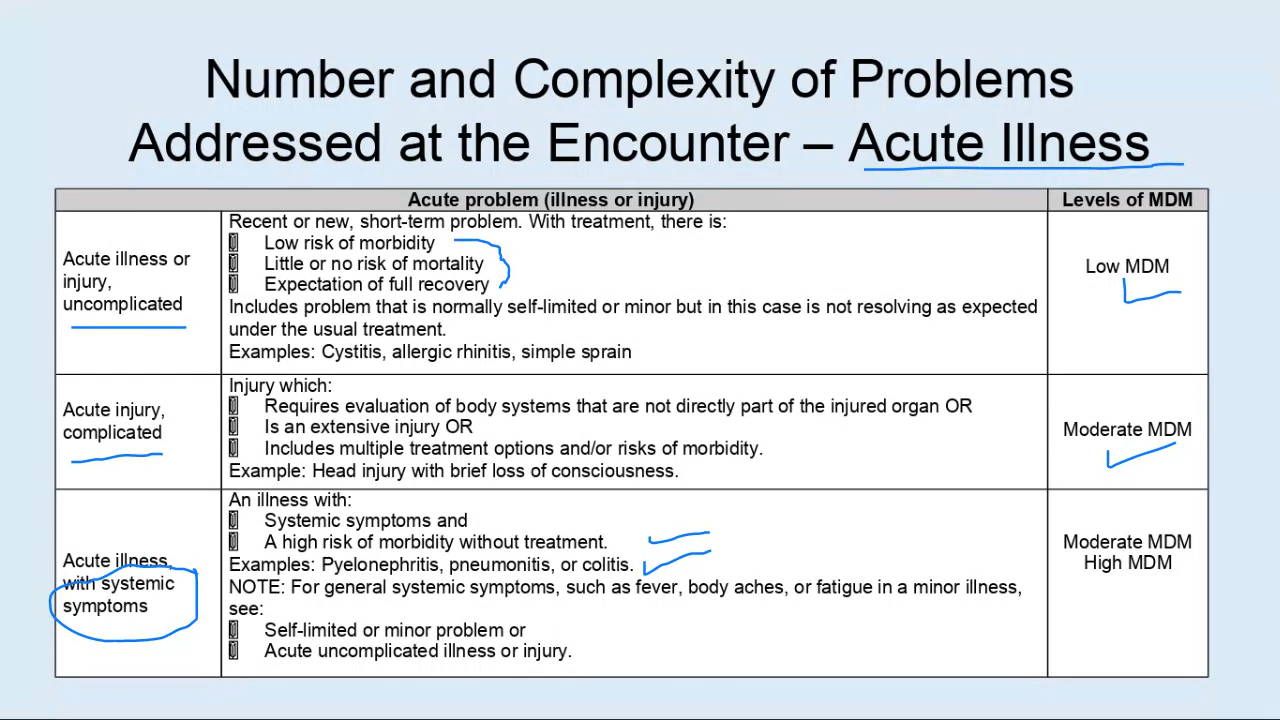 Number and Complexity of Problems
Addressed at the Encounter – Acute Illness
Acute problem (illness or injury)
Levels of MDM
Acute illness or
injury,
uncomplicated
Recent or new, short-term problem. With treatment, there is:
Low risk of morbidity
Little or no risk of mortality
Expectation of full recovery
Includes problem that is normally self-limited or minor but in this case is not resolving as expected
under the usual treatment.
Examples: Cystitis, allergic rhinitis, simple sprain
Low MDM
Acute injury,
complicated
Injury which:
Requires evaluation of body systems that are not directly part of the injured organ OR
Is an extensive injury OR
Includes multiple treatment options and/or risks of morbidity.
Example: Head injury with brief loss of consciousness.
Moderate MDM
Acute illness,
with systemic
symptoms
An illness with:
Systemic symptoms and
A high risk of morbidity without treatment.
Examples: Pyelonephritis, pneumonitis, or colitis.
NOTE: For general systemic symptoms, such as fever, body aches, or fatigue in a minor illness,
see:
Self-limited or minor problem or
Acute uncomplicated illness or injury.
Moderate MDM
High MDM